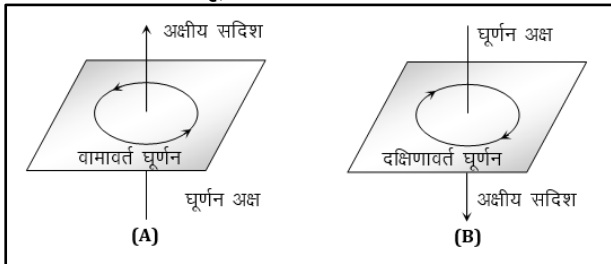 अक्षीय सदिश
वामावर्त घूर्णन
घूर्णन अक्ष
(A)
घूर्णन अक्ष
दक्षिणावर्त घूर्णन
अक्षीय सदिश
(B)